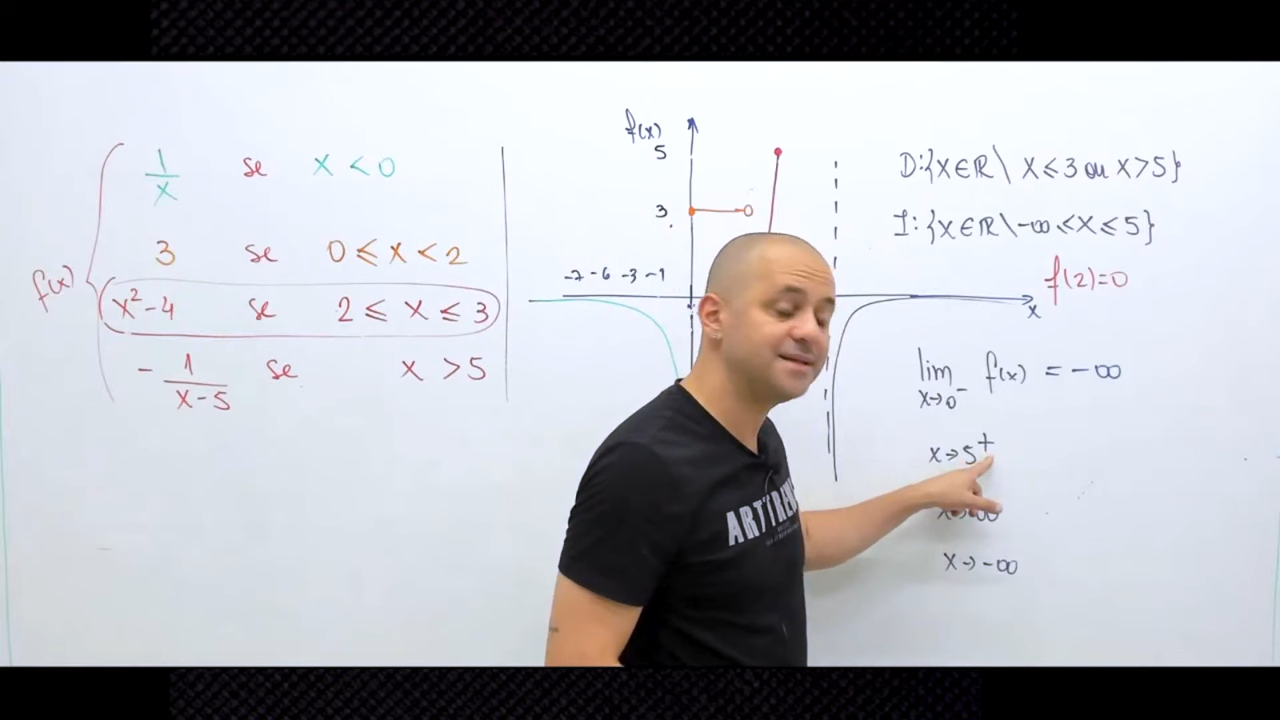 f(x)
1/x se x < 0
3 se 0 ≤ x < 2
x²-4 se 2 ≤ x ≤ 3
- 1/(x-5) se x > 5
f(x)
5
3
-7 -6 -3 -1
x
D:{x∈ℝ \ x≤3 ou x>5}
I:{x∈ℝ \ -∞<x≤5}
f(2)=0
lim x→0⁻ f(x) = -∞
x→5⁺
x→-∞
ART